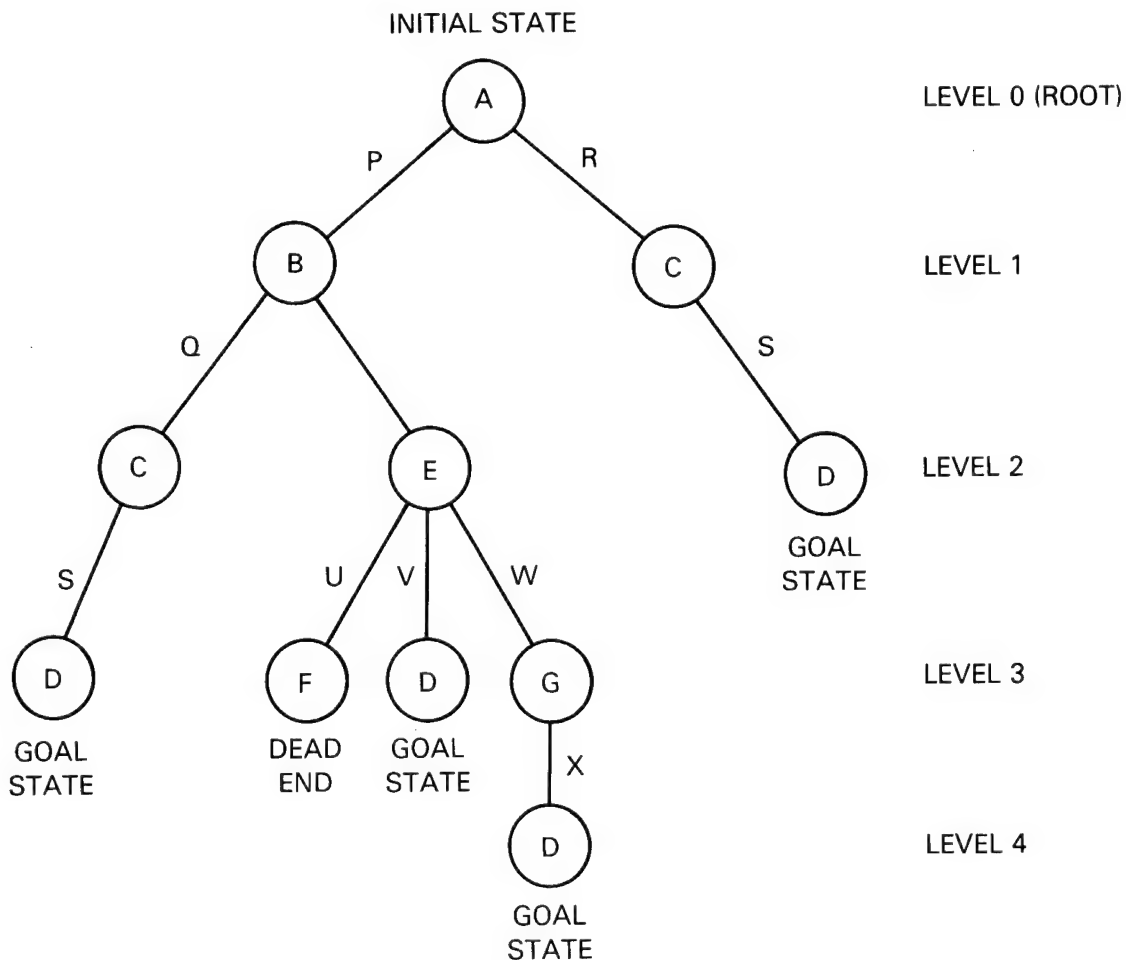 INITIAL STATE
A
LEVEL 0 (ROOT)
P
R
B
C
LEVEL 1
Q
S
C
E
D
LEVEL 2
GOAL
STATE
S
U
V
W
D
F
D
G
LEVEL 3
GOAL
STATE
DEAD
END
GOAL
STATE
X
D
LEVEL 4
GOAL
STATE